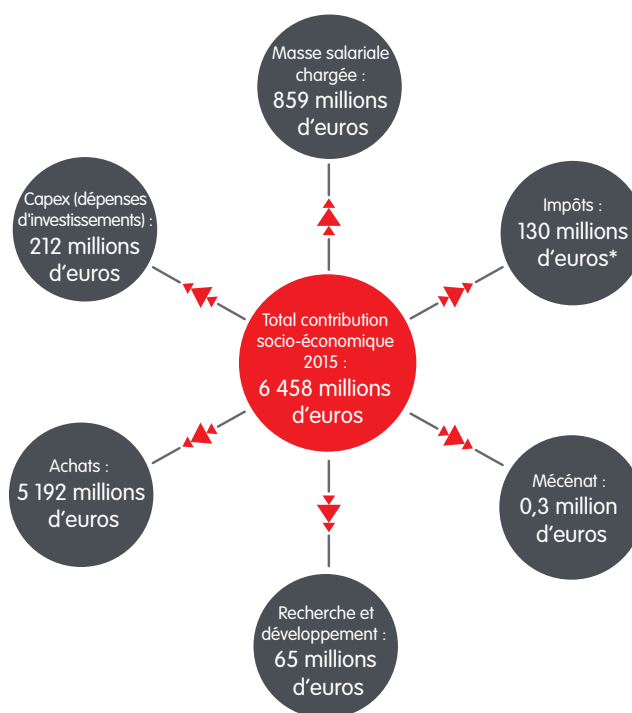 Masse salariale
chargée :
859 millions
d'euros
Capex (dépenses
d'investissements) :
212 millions
d'euros
Impôts :
130 millions
d'euros*
Total contribution
socio-économique
2015 :
6 458 millions
d'euros
Achats :
5 192 millions
d'euros
Mécénat :
0,3 million
d'euros
Recherche et
développement :
65 millions
d'euros